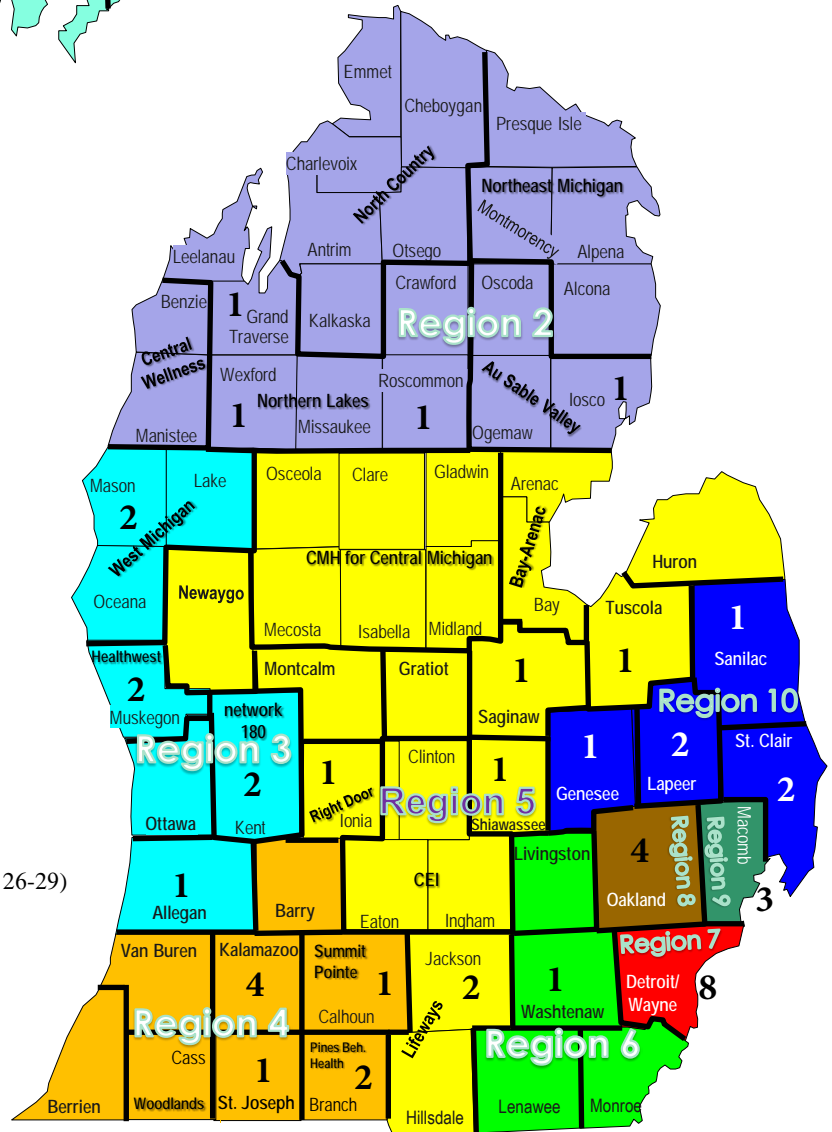 Emmet
Cheboygan
Presque Isle
Charlevoix
North Country
Northeast Michigan
Montmorency
Leelanau
Antrim
Otsego
Alpena
Benzie
1
Grand
Traverse
Kalkaska
Crawford
Oscoda
Alcona
Region 2
Central
Wellness
Wexford
1
Northern Lakes
Missaukee
Roscommon
1
Au Sable Valley
Iosco
1
Manistee
Ogemaw
Mason
2
Lake
West Michigan
Osceola
Clare
Gladwin
Arenac
Bay-Arenac
CMH for Central Michigan
Huron
Oceana
Newaygo
Mecosta
Isabella
Midland
Bay
Tuscola
1
1
Sanilac
Healthwest
2
Muskegon
Montcalm
Gratiot
1
Saginaw
Region 10
network
180
Region 3
2
Kent
Ottawa
1
Right Door
Ionia
Clinton
Region 5
1
Shiawassee
1
Genesee
2
Lapeer
St. Clair
2
Livingston
4
Oakland
Region 8
Region 9
Macomb
3
26-29)
1
Allegan
Barry
CEI
Eaton
Ingham
Region 7
Detroit/
Wayne
8
Van Buren
Kalamazoo
4
Summit
Pointe
1
Calhoun
Jackson
2
Lifeways
1
Washtenaw
Region 4
Region 6
Cass
Woodlands
1
St. Joseph
Pines Beh.
Health
2
Branch
Berrien
Hillsdale
Lenawee
Monroe